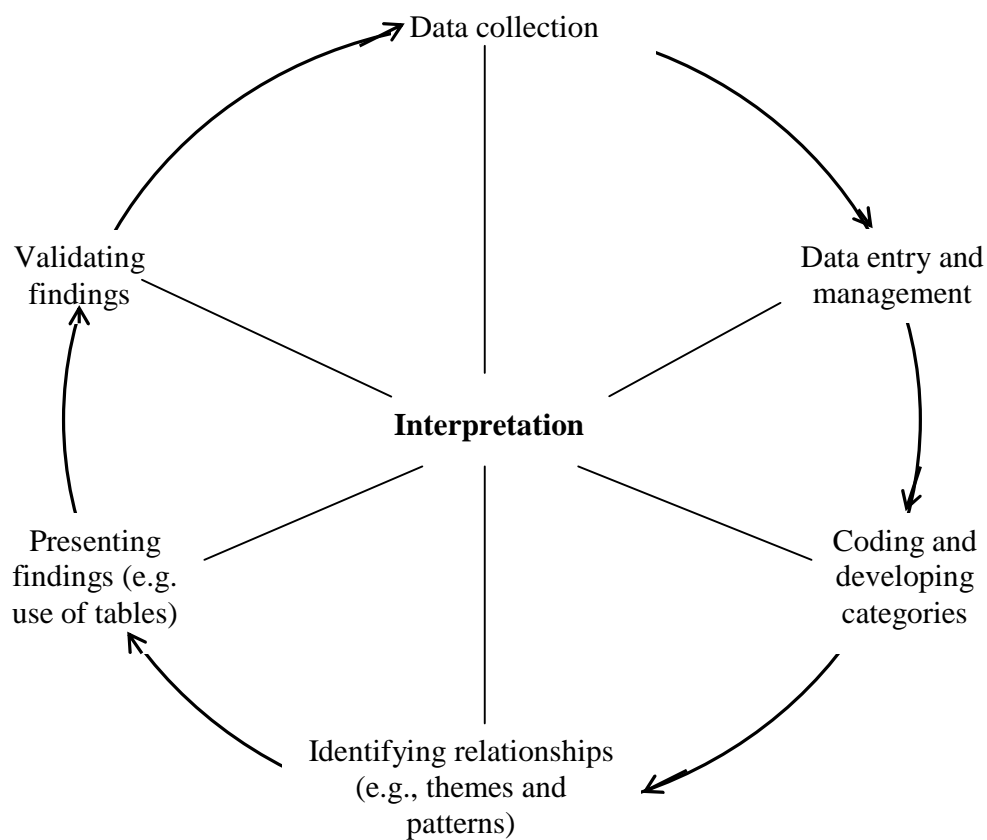 Data collection
Data entry and
management
Coding and
developing
categories
Identifying relationships
(e.g., themes and
patterns)
Presenting
findings (e.g.
use of tables)
Validating
findings
Interpretation